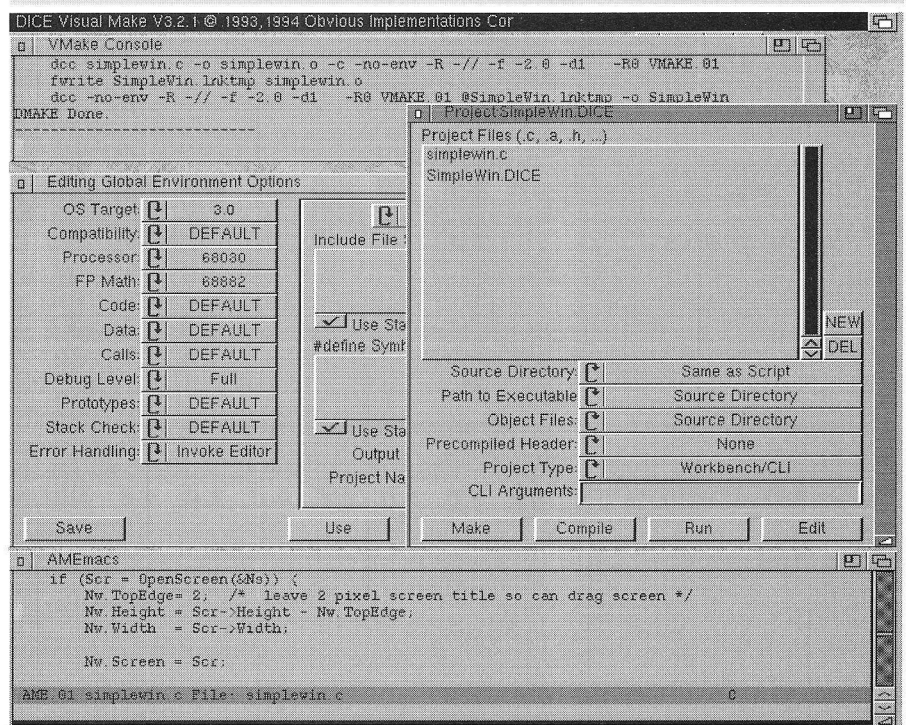 DICE Visual Make V3.2.1 © 1993,1994 Obvious Implementations Cor
VMake Console
dcc simplewin.c -o simplewin.o -c -no-env -R -// -f -2.0 -d1 -R0 VMAKE.01
fwrite SimpleWin.lnktmp simplewin.o
dcc -no-env -R -// -f -2.0 -d1 -R0 VMAKE.01 @SimpleWin.lnktmp -o SimpleWin
DMAKE Done.
---------------------------
Project:SimpleWin.DICE
Project Files (.c, .a, .h, ...)
simplewin.c
SimpleWin.DICE
NEW
DEL
Source Directory: Same as Script
Path to Executable Source Directory
Object Files: Source Directory
Precompiled Header: None
Project Type: Workbench/CLI
CLI Arguments:
Make Compile Run Edit
Editing Global Environment Options
OS Target: 3.0
Compatibility: DEFAULT
Processor: 68030
FP Math: 68882
Code: DEFAULT
Data: DEFAULT
Calls: DEFAULT
Debug Level: Full
Prototypes: DEFAULT
Stack Check: DEFAULT
Error Handling: Invoke Editor
Include File
Use Sta
#define Symb
Use Sta
Output
Project Na
Save Use
AMEmacs
if (Scr = OpenScreen(&Ns)) {
Nw.TopEdge= 2; /* leave 2 pixel screen title so can drag screen */
Nw.Height = Scr->Height - Nw.TopEdge;
Nw.Width = Scr->Width;
Nw.Screen = Scr;
AME.01 simplewin.c File: simplewin.c C